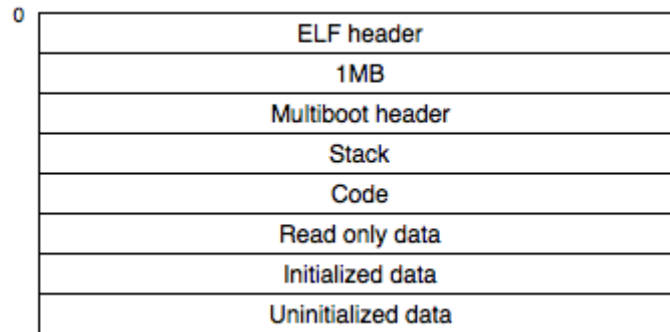 0
ELF header
1MB
Multiboot header
Stack
Code
Read only data
Initialized data
Uninitialized data